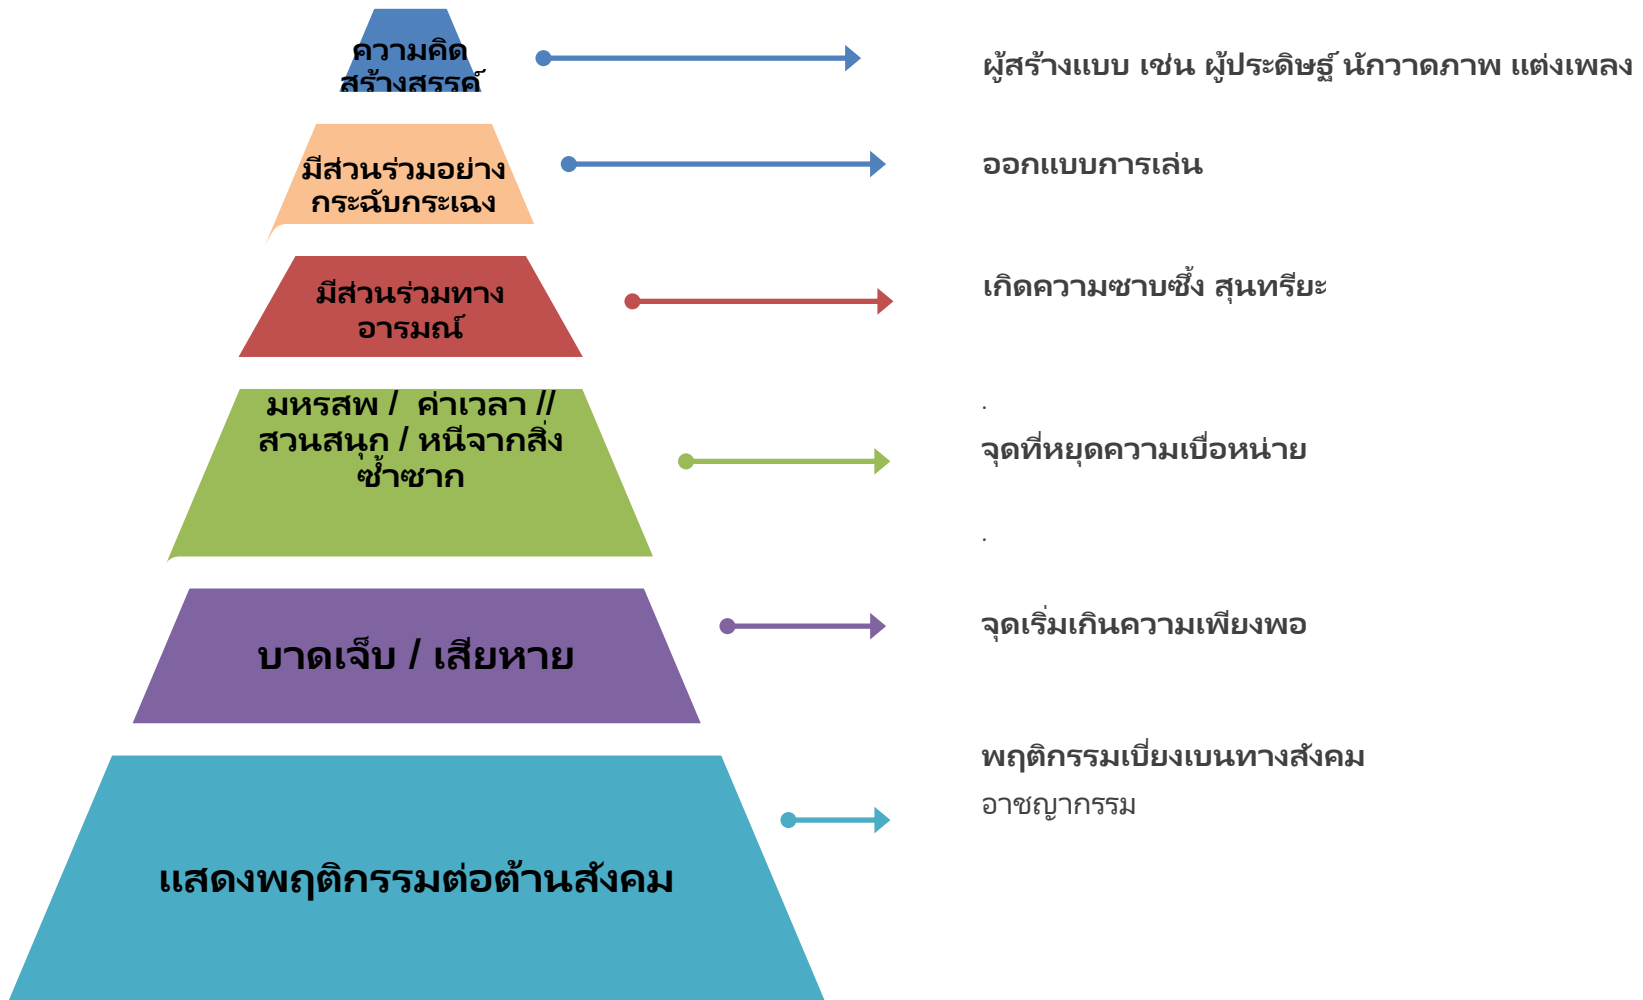 ความคิด
สร้างสรรค์
ผู้สร้างแบบ เช่น ผู้ประดิษฐ์ นักวาดภาพ แต่งเพลง
มีส่วนร่วมอย่าง
กระฉับกระเฉง
ออกแบบการเล่น
มีส่วนร่วมทาง
อารมณ์
เกิดความซาบซึ้ง สุนทรียะ
มหรสพ / ค่าเวลา //
สวนสนุก / หนีจากสิ่ง
ซ้ำซาก
.
จุดที่หยุดความเบื่อหน่าย
.
บาดเจ็บ / เสียหาย
จุดเริ่มเกินความเพียงพอ
แสดงพฤติกรรมต่อต้านสังคม
พฤติกรรมเบี่ยงเบนทางสังคม
อาชญากรรม